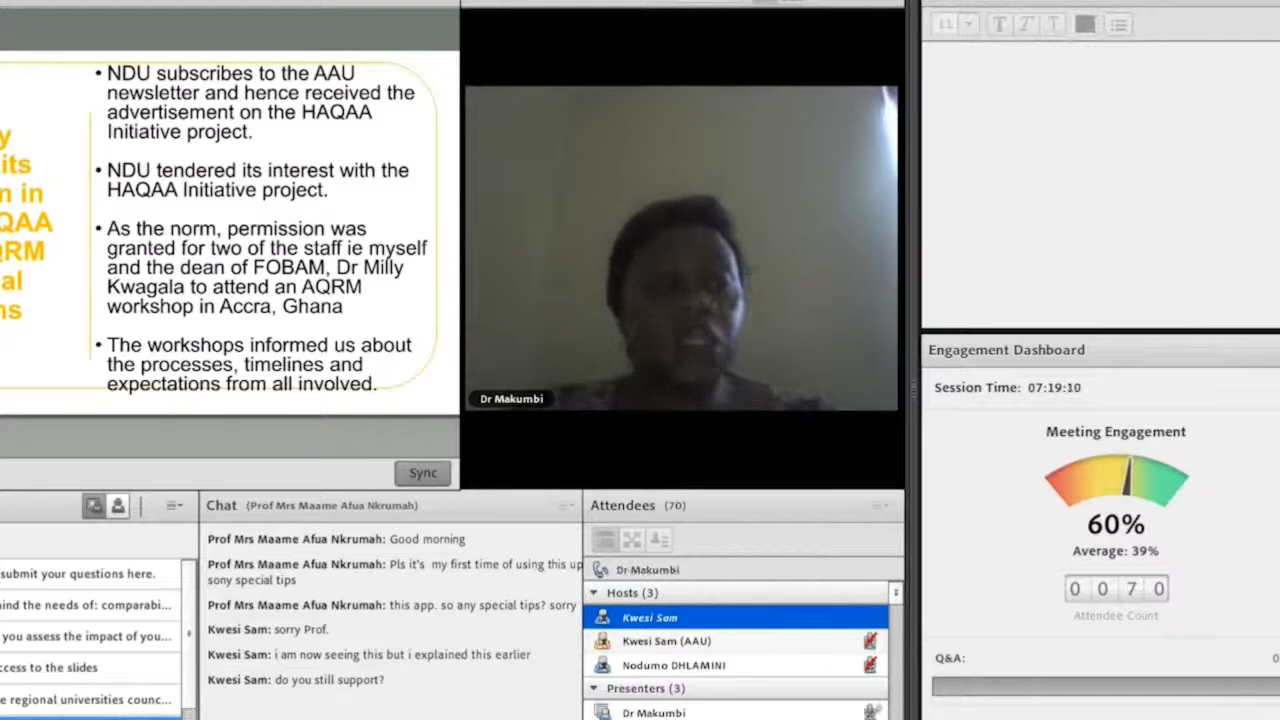 y
its
n in
QAA
QRM
al
ns
• NDU subscribes to the AAU
newsletter and hence received the
advertisement on the HAQAA
Initiative project.
• NDU tendered its interest with the
HAQAA Initiative project.
• As the norm, permission was
granted for two of the staff ie myself
and the dean of FOBAM, Dr Milly
Kwagala to attend an AQRM
workshop in Accra, Ghana
• The workshops informed us about
the processes, timelines and
expectations from all involved.
Sync
Dr Makumbi
submit your questions here.
ind the needs of: comparabi...
you assess the impact of you...
ccess to the slides
e regional universities counc...
Chat (Prof Mrs Maame Afua Nkrumah)
Prof Mrs Maame Afua Nkrumah: Good morning
Prof Mrs Maame Afua Nkrumah: Pls it's my first time of using this up
sony special tips
Prof Mrs Maame Afua Nkrumah: this app. so any special tips? sorry
Kwesi Sam: sorry Prof.
Kwesi Sam: i am now seeing this but i explained this earlier
Kwesi Sam: do you still support?
Attendees (70)
Dr Makumbi
Hosts (3)
Kwesi Sam
Kwesi Sam (AAU)
Nodumo DHLAMINI
Presenters (3)
Dr Makumbi
11
T T T
Engagement Dashboard
Session Time: 07:19:10
Meeting Engagement
60%
Average: 39%
0 0 7 0
Attendee Count
Q&A: